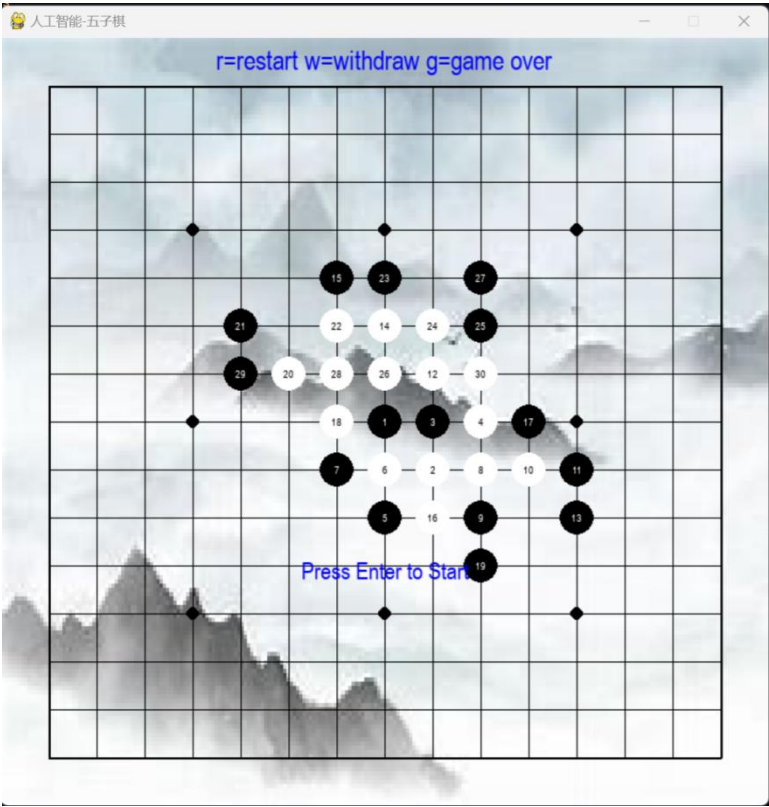 人工智能-五子棋
r=restart w=withdraw g=game over
15 23 27
21 22 14 24 25
29 20 28 26 12 30
18 1 3 4 17
7 6 2 8 10 11
5 16 9 13
Press Enter to Start 19